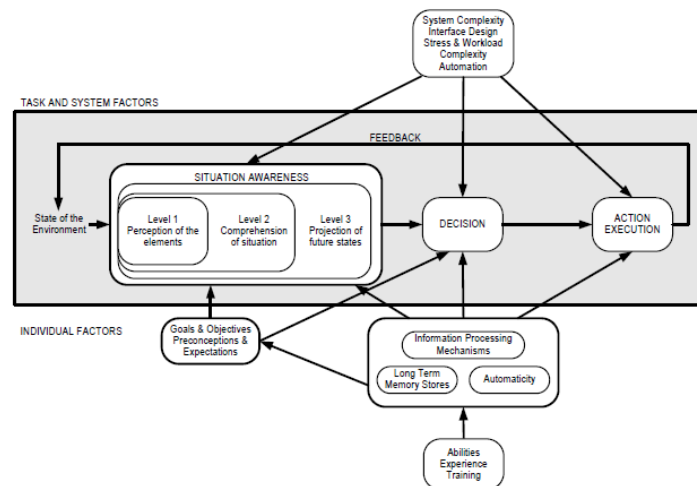 System Complexity
Interface Design
Stress & Workload
Complexity
Automation
TASK AND SYSTEM FACTORS
FEEDBACK
SITUATION AWARENESS
State of the
Environment
Level 1
Perception of the
elements
Level 2
Comprehension
of situation
Level 3
Projection of
future states
DECISION
ACTION
EXECUTION
INDIVIDUAL FACTORS
Goals & Objectives
Preconceptions &
Expectations
Information Processing
Mechanisms
Long Term
Memory Stores
Automaticity
Abilities
Experience
Training